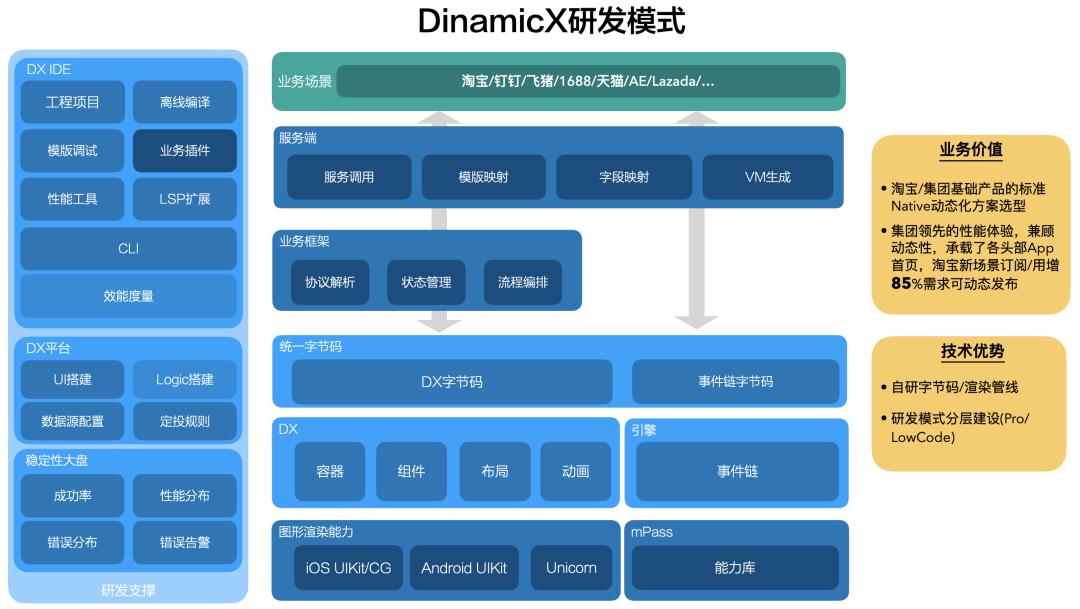 DinamicX研发模式
DX IDE
工程项目
离线编译
模版调试
业务插件
性能工具
LSP扩展
CLI
效能度量
DX平台
UI搭建
Logic搭建
数据源配置
定投规则
稳定性大盘
成功率
性能分布
错误分布
错误告警
研发支撑
业务场景
淘宝/钉钉/飞猪/1688/天猫/AE/Lazada/...
服务端
服务调用
模版映射
字段映射
VM生成
业务框架
协议解析
状态管理
流程编排
统一字节码
DX字节码
事件链字节码
DX
容器
组件
布局
动画
引擎
事件链
图形渲染能力
iOS UIKit/CG
Android UIKit
Unicorn
mPass
能力库
业务价值
• 淘宝/集团基础产品的标准
Native动态化方案选型
• 集团领先的性能体验，兼顾
动态性，承载了各头部App
首页，淘宝新场景订阅/用增
85%需求可动态发布
技术优势
• 自研字节码/渲染管线
• 研发模式分层建设(Pro/
LowCode)